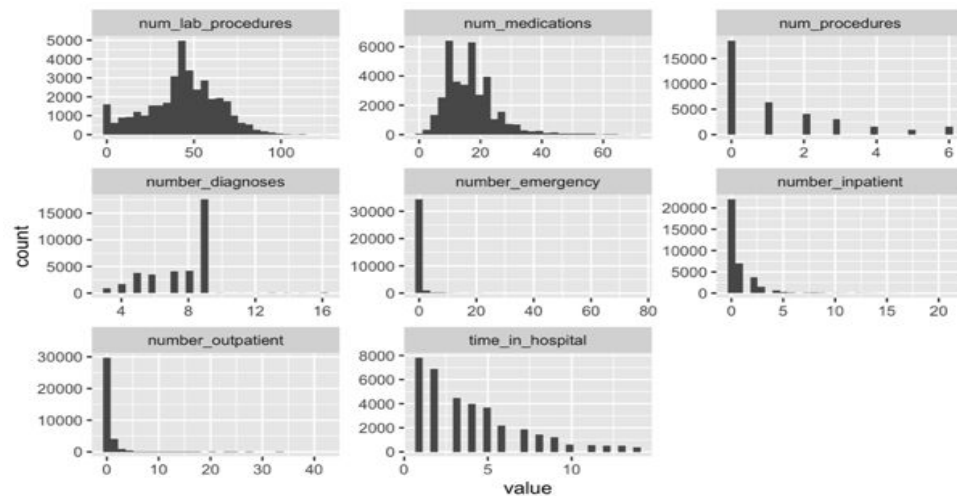 num_lab_procedures
num_medications
num_procedures
5000
4000
3000
2000
1000
0
0 50 100
6000
4000
2000
0
0 20 40 60
15000
10000
5000
0
0 2 4 6
number_diagnoses
number_emergency
number_inpatient
count
15000
10000
5000
0
4 8 12 16
30000
20000
10000
0
0 20 40 60 80
20000
15000
10000
5000
0
0 5 10 15 20
number_outpatient
time_in_hospital
30000
20000
10000
0
0 10 20 30 40
8000
6000
4000
2000
0
0 5 10
value